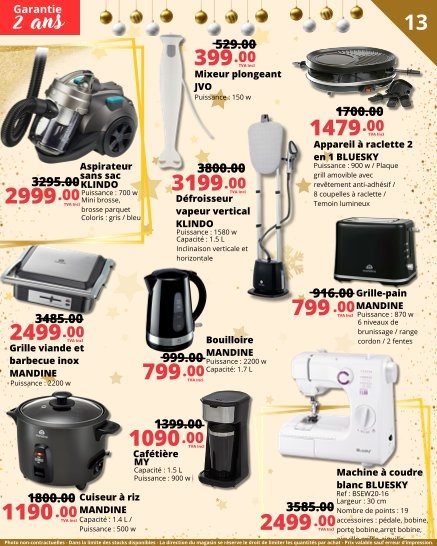 Garantie
2 ans
13
529.00
399.00
TVA incl
Mixeur plongeant
JVO
Puissance : 150 w
1700.00
1479.00
TVA incl
Appareil à raclette 2
en 1 BLUESKY
Puissance : 900 w / Plaque
grill amovible avec
revêtement anti-adhésif /
8 coupelles à raclette /
Temoin lumineux
Aspirateur
sans sac
KLINDO
3295.00
2999.00
TVA incl
Puissance : 700 w
Mini brosse,
brosse parquet
Coloris : gris / bleu
3800.00
3199.00
TVA incl
Défroisseur
vapeur vertical
KLINDO
Puissance : 1580 w
Capacité : 1.5 L
Inclinaison verticale et
horizontale
3485.00
2499.00
TVA incl
Grille viande et
barbecue inox
MANDINE
Puissance : 2200 w
999.00
799.00
TVA incl
Bouilloire
MANDINE
Puissance : 2200 w
Capacité : 1.7 L
916.00
799.00
TVA incl
Grille-pain
MANDINE
Puissance : 870 w
6 niveaux de
brunissage / range
cordon / 2 fentes
1800.00
1190.00
TVA incl
Cuiseur à riz
MANDINE
Capacité : 1.4 L /
Puissance : 500 w
1399.00
1090.00
TVA incl
Cafétière
MY
Capacité : 1.5 L
Puissance : 900 w
3585.00
2499.00
TVA incl
Machine à coudre
blanc BLUESKY
Ref : BSEW20-16
Largeur : 30 cm
Nombre de points : 19
accessoires : pédale, bobine,
porte bobine,arret bobine,
Photo non contractuelles - Dans la limite des stocks disponibles - La direction du magasin se réserve le droit de limiter les quantités par achat - Prix valable sauf erreur d'impression